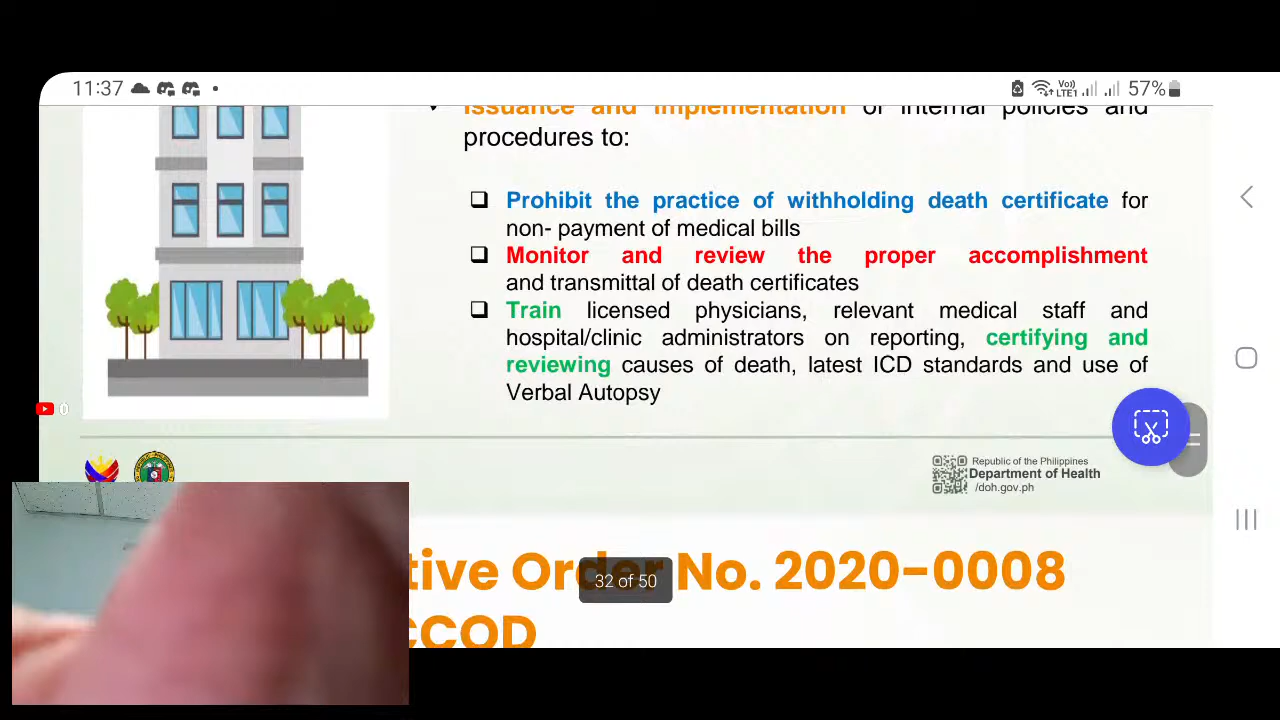 11:37
Vo)) LTE1 57%
Issuance and implementation of internal policies and
procedures to:
Prohibit the practice of withholding death certificate for
non- payment of medical bills
Monitor and review the proper accomplishment
and transmittal of death certificates
Train licensed physicians, relevant medical staff and
hospital/clinic administrators on reporting, certifying and
reviewing causes of death, latest ICD standards and use of
Verbal Autopsy
0
Republic of the Philippines
Department of Health
/doh.gov.ph
tive Order No. 2020-0008
32 of 50
CCOD